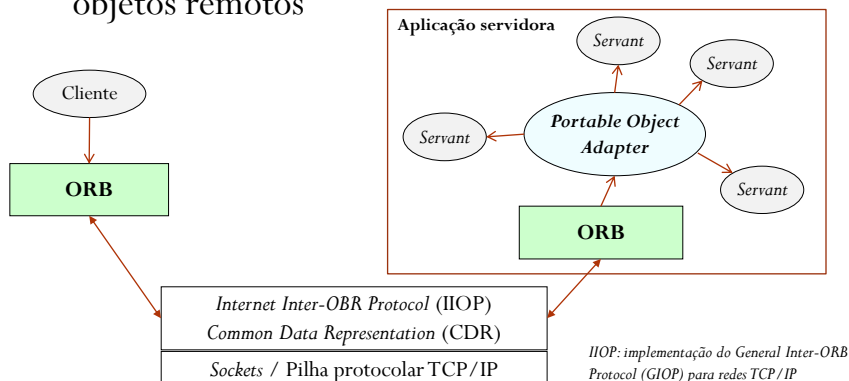 objetos remotos
Aplicação servidora
Servant
Servant
Cliente
Portable Object
Adapter
Servant
Servant
ORB
ORB
Internet Inter-OBR Protocol (IIOP)
Common Data Representation (CDR)
Sockets / Pilha protocolar TCP/IP
IIOP: implementação do General Inter-ORB
Protocol (GIOP) para redes TCP/IP